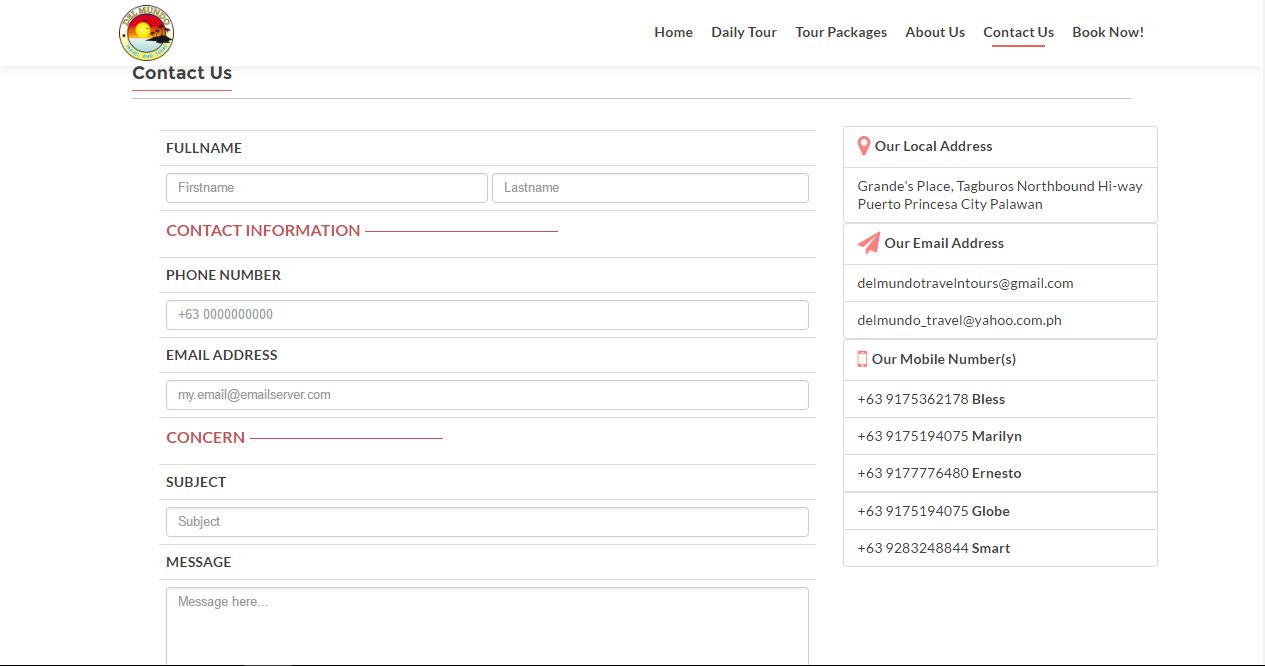 DEL MUNDO
TRAVEL AND TOURS
Home Daily Tour Tour Packages About Us Contact Us Book Now!
Contact Us
FULLNAME
Firstname Lastname
CONTACT INFORMATION
PHONE NUMBER
+63 0000000000
EMAIL ADDRESS
my.email@emailserver.com
CONCERN
SUBJECT
Subject
MESSAGE
Message here...
Our Local Address
Grande's Place, Tagburos Northbound Hi-way
Puerto Princesa City Palawan
Our Email Address
delmundotravelntours@gmail.com
delmundo_travel@yahoo.com.ph
Our Mobile Number(s)
+63 9175362178 Bless
+63 9175194075 Marilyn
+63 9177776480 Ernesto
+63 9175194075 Globe
+63 9283248844 Smart